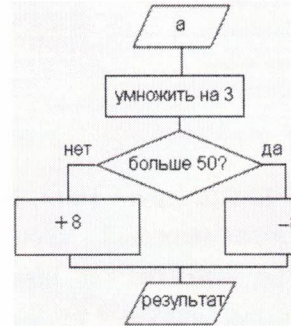 а
умножить на 3
нет
больше 50?
да
+8
результат